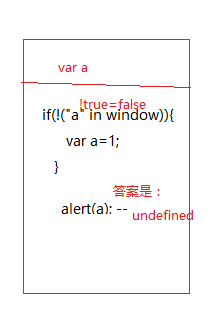 var a
!true=false
if(!("a" in window)){
var a=1;
}
答案是：
alert(a); --
undefined